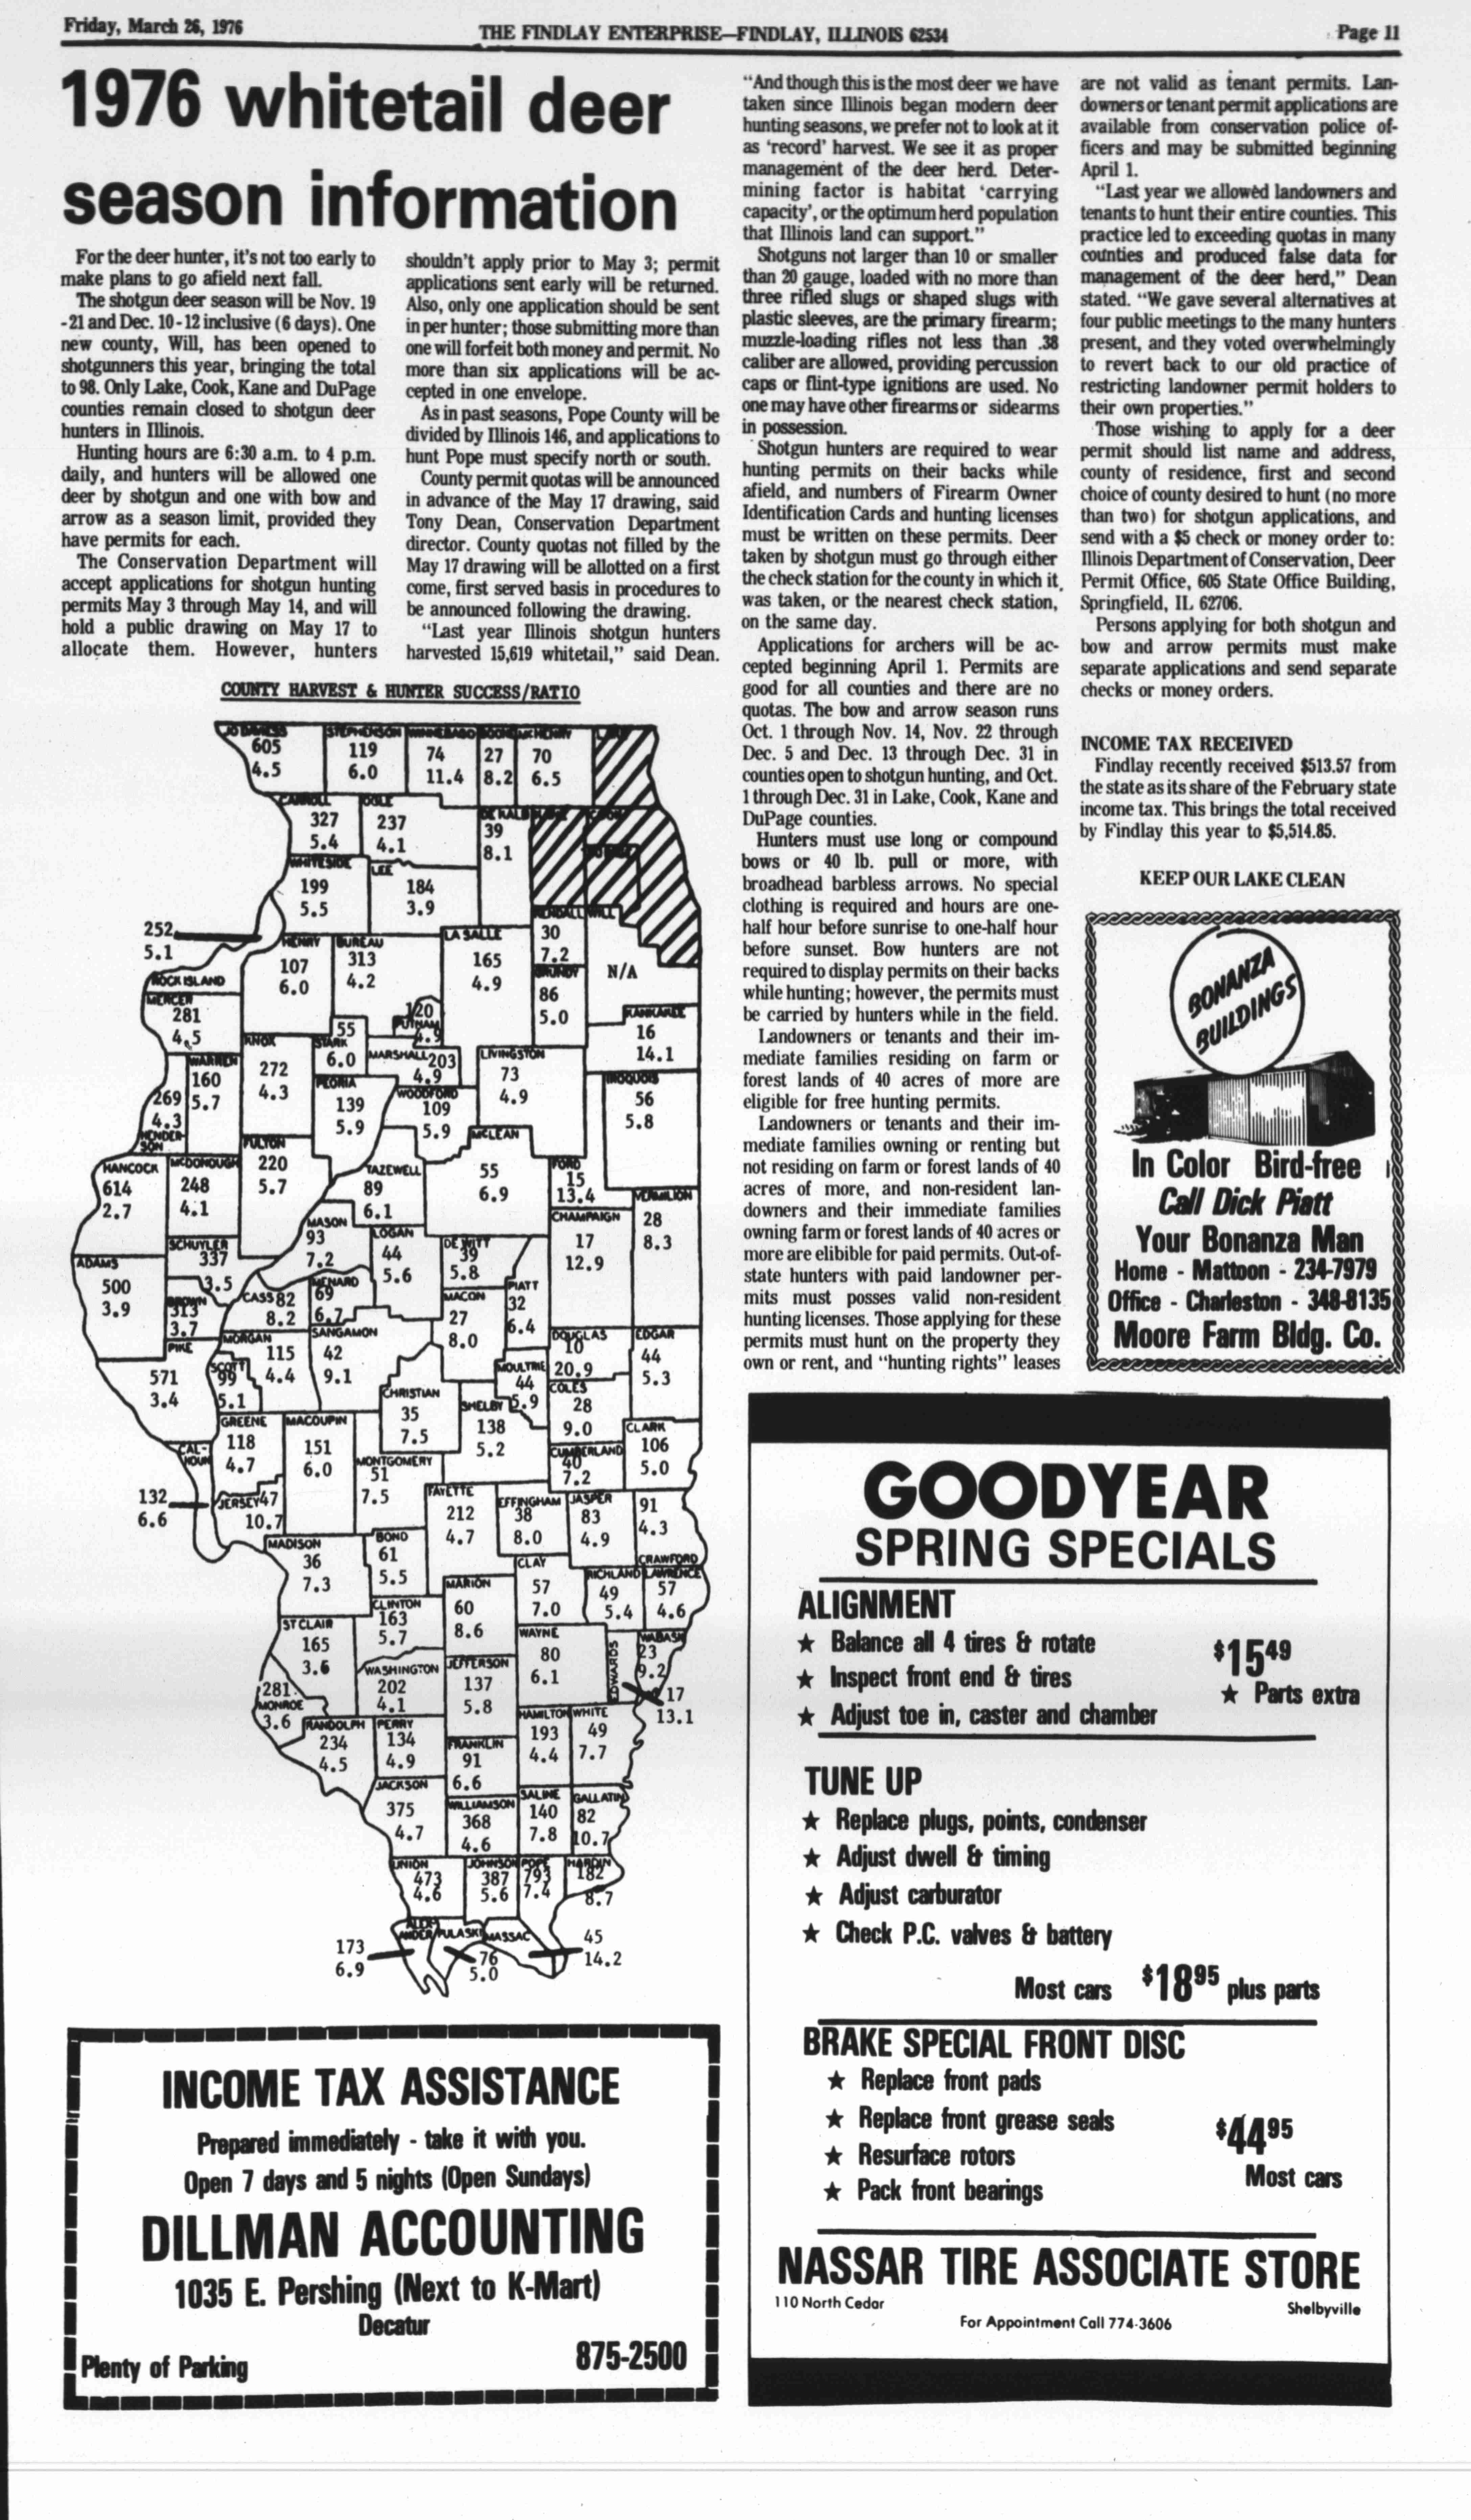 Friday, March 26, 1976
THE FINDLAY ENTERPRISE—FINDLAY, ILLINOIS 62534
Page 11
1976 whitetail deer
season information
For the deer hunter, it's not too early to
make plans to go afield next fall.
The shotgun deer season will be Nov. 19
-21 and Dec. 10-12 inclusive (6 days). One
new county, Will, has been opened to
shotgunners this year, bringing the total
to 98. Only Lake, Cook, Kane and DuPage
counties remain closed to shotgun deer
hunters in Illinois.
Hunting hours are 6:30 a.m. to 4 p.m.
daily, and hunters will be allowed one
deer by shotgun and one with bow and
arrow as a season limit, provided they
have permits for each.
The Conservation Department will
accept applications for shotgun hunting
permits May 3 through May 14, and will
hold a public drawing on May 17 to
allocate them. However, hunters
shouldn't apply prior to May 3; permit
applications sent early will be returned.
Also, only one application should be sent
in per hunter; those submitting more than
one will forfeit both money and permit. No
more than six applications will be ac-
cepted in one envelope.
As in past seasons, Pope County will be
divided by Illinois 146, and applications to
hunt Pope must specify north or south.
County permit quotas will be announced
in advance of the May 17 drawing, said
Tony Dean, Conservation Department
director. County quotas not filled by the
May 17 drawing will be allotted on a first
come, first served basis in procedures to
be announced following the drawing.
"Last year Illinois shotgun hunters
harvested 15,619 whitetail," said Dean.
"And though this is the most deer we have
taken since Illinois began modern deer
hunting seasons, we prefer not to look at it
as 'record' harvest. We see it as proper
management of the deer herd. Deter-
mining factor is habitat 'carrying
capacity', or the optimum herd population
that Illinois land can support."
Shotguns not larger than 10 or smaller
than 20 gauge, loaded with no more than
three rifled slugs or shaped slugs with
plastic sleeves, are the primary firearm;
muzzle-loading rifles not less than .38
caliber are allowed, providing percussion
caps or flint-type ignitions are used. No
one may have other firearms or sidearms
in possession.
Shotgun hunters are required to wear
hunting permits on their backs while
afield, and numbers of Firearm Owner
Identification Cards and hunting licenses
must be written on these permits. Deer
taken by shotgun must go through either
the check station for the county in which it
was taken, or the nearest check station,
on the same day.
Applications for archers will be ac-
cepted beginning April 1. Permits are
good for all counties and there are no
quotas. The bow and arrow season runs
Oct. 1 through Nov. 14, Nov. 22 through
Dec. 5 and Dec. 13 through Dec. 31 in
counties open to shotgun hunting, and Oct.
1 through Dec. 31 in Lake, Cook, Kane and
DuPage counties.
Hunters must use long or compound
bows or 40 lb. pull or more, with
broadhead barbless arrows. No special
clothing is required and hours are one-
half hour before sunrise to one-half hour
before sunset. Bow hunters are not
required to display permits on their backs
while hunting; however, the permits must
be carried by hunters while in the field.
Landowners or tenants and their im-
mediate families residing on farm or
forest lands of 40 acres of more are
eligible for free hunting permits.
Landowners or tenants and their im-
mediate families owning or renting but
not residing on farm or forest lands of 40
acres of more, and non-resident lan-
downers and their immediate families
owning farm or forest lands of 40 acres or
more are elibible for paid permits. Out-of-
state hunters with paid landowner per-
mits must posses valid non-resident
hunting licenses. Those applying for these
permits must hunt on the property they
own or rent, and "hunting rights" leases
are not valid as tenant permits. Lan-
downers or tenant permit applications are
available from conservation police of-
ficers and may be submitted beginning
April 1.
"Last year we allowed landowners and
tenants to hunt their entire counties. This
practice led to exceeding quotas in many
counties and produced false data for
management of the deer herd," Dean
stated. "We gave several alternatives at
four public meetings to the many hunters
present, and they voted overwhelmingly
to revert back to our old practice of
restricting landowner permit holders to
their own properties."
Those wishing to apply for a deer
permit should list name and address,
county of residence, first and second
choice of county desired to hunt (no more
than two) for shotgun applications, and
send with a $5 check or money order to:
Illinois Department of Conservation, Deer
Permit Office, 605 State Office Building,
Springfield, IL 62706.
Persons applying for both shotgun and
bow and arrow permits must make
separate applications and send separate
checks or money orders.
INCOME TAX RECEIVED
Findlay recently received $513.57 from
the state as its share of the February state
income tax. This brings the total received
by Findlay this year to $5,514.85.
KEEP OUR LAKE CLEAN
COUNTY HARVEST & HUNTER SUCCESS/RATIO
JO DAVIESS
605
4.5
STEPHENSON
119
6.0
WINNEBAGO
74
11.4
BOONE
27
8.2
McHENRY
70
6.5
CARROLL
327
5.4
OGLE
237
4.1
DE KALB
39
8.1
WHITESIDE
199
5.5
LEE
184
3.9
252
5.1
ROCK ISLAND
HENRY
107
6.0
BUREAU
313
4.2
LA SALLE
165
4.9
KENDALL
30
7.2
WILL
N/A
GRUNDY
86
5.0
KANKAKEE
16
14.1
MERCER
281
4.5
120
PUTNAM
4.9
KNOX
272
4.3
55
STARK
6.0
MARSHALL 203
4.9
LIVINGSTON
73
4.9
IROQUOIS
56
5.8
WARREN
160
5.7
269
4.3
HENDER-
SON
PEORIA
139
5.9
WOODFORD
109
5.9
MCLEAN
55
6.9
FORD
15
13.4
HANCOCK
614
2.7
McDONOUGH
248
4.1
FULTON
220
5.7
TAZEWELL
89
6.1
VERMILION
28
8.3
CHAMPAIGN
17
12.9
MASON
93
7.2
LOGAN
44
5.6
DE WITT
39
5.8
PIATT
32
6.4
SCHUYLER
337
3.5
ADAMS
500
3.9
BROWN
313
3.7
CASS 82
8.2
MENARD
69
6.7
MACON
27
8.0
PIKE
571
3.4
MORGAN
115
4.4
SCOTT
99
5.1
SANGAMON
42
9.1
DOUGLAS
10
20.9
EDGAR
44
5.3
MOULTRIE
44
5.9
COLES
28
9.0
CHRISTIAN
35
7.5
SHELBY
138
5.2
CLARK
106
5.0
CUMBERLAND
40
7.2
GREENE
118
4.7
MACOUPIN
151
6.0
MONTGOMERY
51
7.5
CAL-
HOUN
132
6.6
JERSEY 47
10.7
FAYETTE
212
4.7
EFFINGHAM
38
8.0
JASPER
83
4.9
91
4.3
CRAWFORD
MADISON
36
7.3
BOND
61
5.5
CLAY
57
7.0
RICHLAND
49
5.4
LAWRENCE
57
4.6
MARION
60
8.6
CLINTON
163
5.7
ST CLAIR
165
3.6
WAYNE
80
6.1
EDWARDS
WABASH
23
9.2
17
13.1
WASHINGTON
202
4.1
JEFFERSON
137
5.8
281
MONROE
3.6
RANDOLPH
234
4.5
PERRY
134
4.9
HAMILTON
193
4.4
WHITE
49
7.7
FRANKLIN
91
6.6
JACKSON
375
4.7
WILLIAMSON
368
4.6
SALINE
140
7.8
GALLATIN
82
10.7
UNION
473
4.6
JOHNSON
387
5.6
POPE
793
7.4
HARDIN
182
8.7
ALEX-
ANDER
173
6.9
PULASKI
76
5.0
MASSAC
45
14.2
BONANZA
BUILDINGS
In Color Bird-free
Call Dick Piatt
Your Bonanza Man
Home - Mattoon - 234-7979
Office - Charleston - 348-8135
Moore Farm Bldg. Co.
GOODYEAR
SPRING SPECIALS
ALIGNMENT
★ Balance all 4 tires & rotate
★ Inspect front end & tires
★ Adjust toe in, caster and chamber
$15 49
★ Parts extra
TUNE UP
★ Replace plugs, points, condenser
★ Adjust dwell & timing
★ Adjust carburator
★ Check P.C. valves & battery
Most cars $18 95 plus parts
BRAKE SPECIAL FRONT DISC
★ Replace front pads
★ Replace front grease seals
★ Resurface rotors
★ Pack front bearings
$44 95
Most cars
NASSAR TIRE ASSOCIATE STORE
110 North Cedar
Shelbyville
For Appointment Call 774-3606
INCOME TAX ASSISTANCE
Prepared immediately - take it with you.
Open 7 days and 5 nights (Open Sundays)
DILLMAN ACCOUNTING
1035 E. Pershing (Next to K-Mart)
Decatur
Plenty of Parking
875-2500